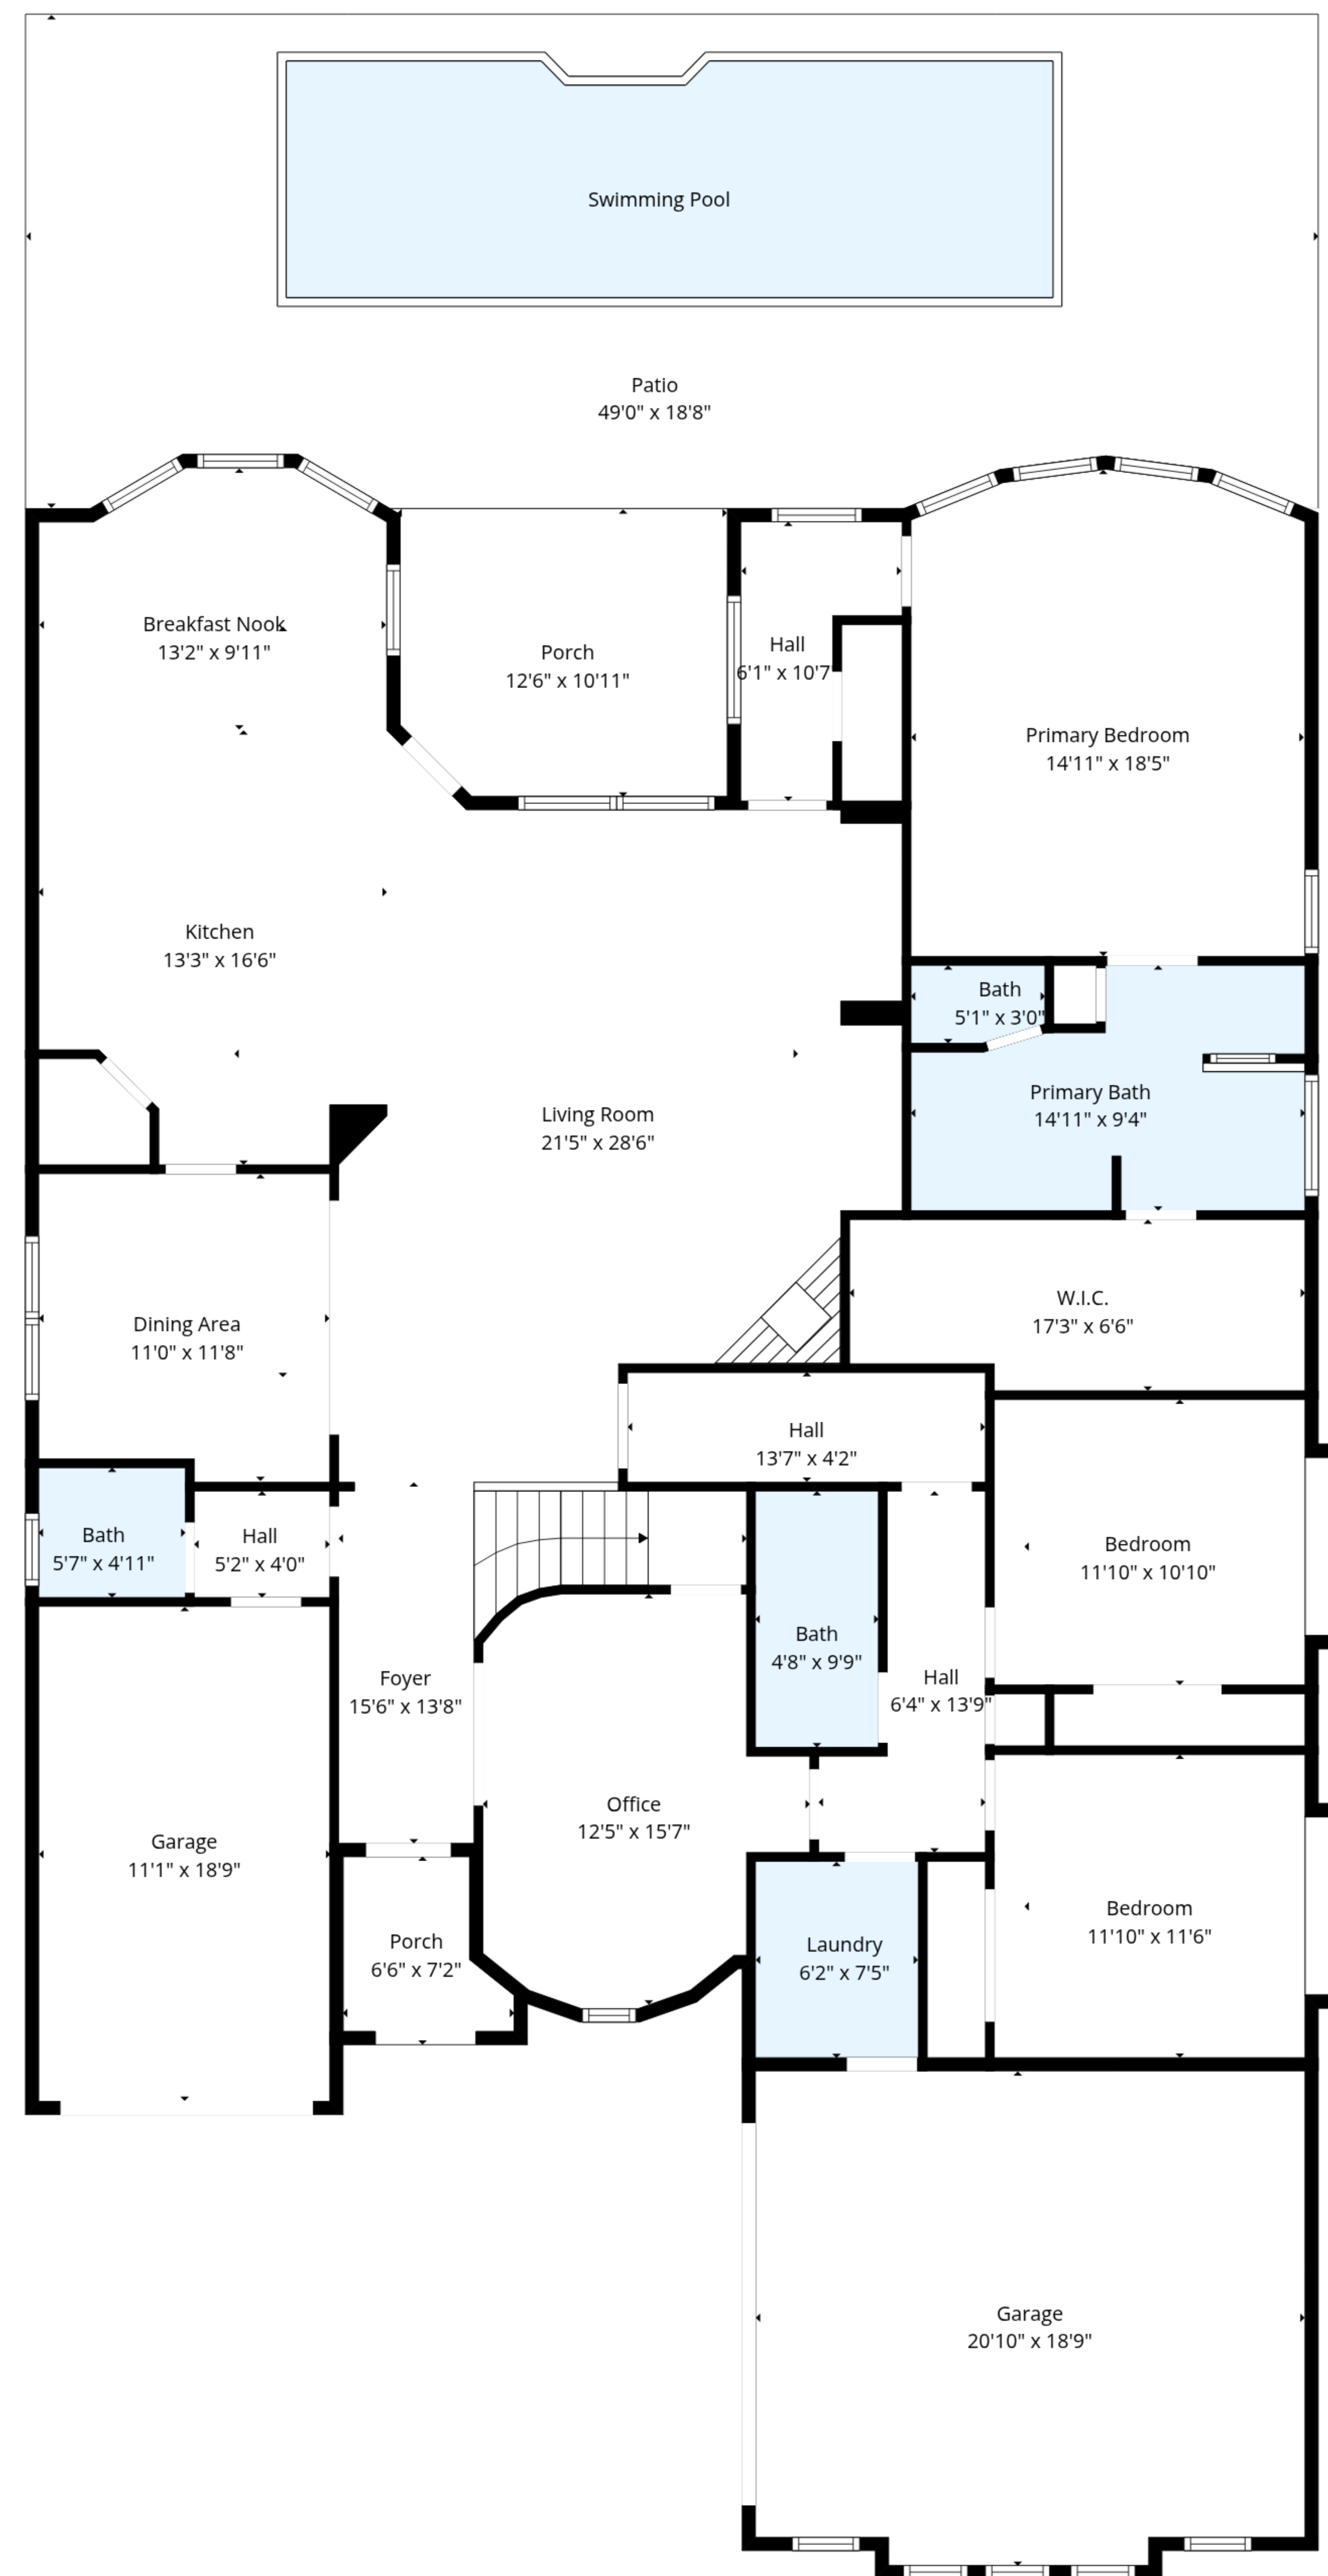 Swimming Pool
Patio
49'0" x 18'8"
Breakfast Nook
13'2" x 9'11"
Porch
12'6" x 10'11"
Hall
6'1" x 10'7
Primary Bedroom
14'11" x 18'5"
Kitchen
13'3" x 16'6"
Bath
5'1" x 3'0"
Primary Bath
14'11" x 9'4"
Living Room
21'5" x 28'6"
W.I.C.
17'3" x 6'6"
Dining Area
11'0" x 11'8"
Hall
13'7" x 4'2"
Bath
5'7" x 4'11"
Hall
5'2" x 4'0"
Bedroom
11'10" x 10'10"
Bath
4'8" x 9'9"
Foyer
15'6" x 13'8"
Hall
6'4" x 13'9"
Office
12'5" x 15'7"
Garage
11'1" x 18'9"
Bedroom
11'10" x 11'6"
Porch
6'6" x 7'2"
Laundry
6'2" x 7'5"
Garage
20'10" x 18'9"